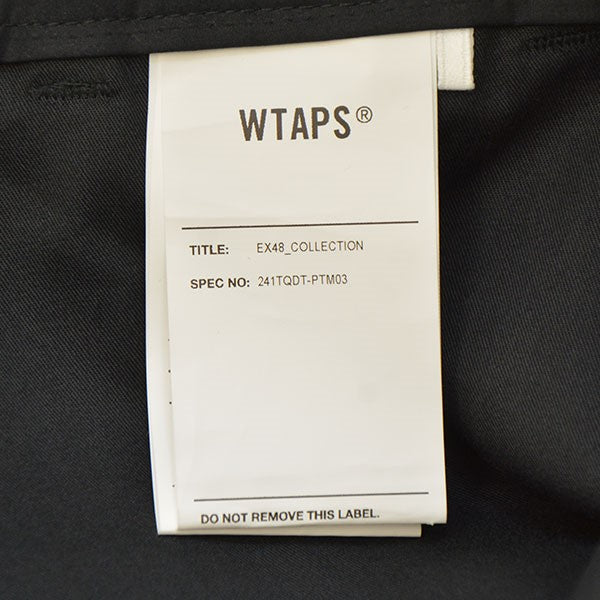 WTAPS®
TITLE: EX48_COLLECTION
SPEC NO: 241TQDT-PTM03
DO NOT REMOVE THIS LABEL.